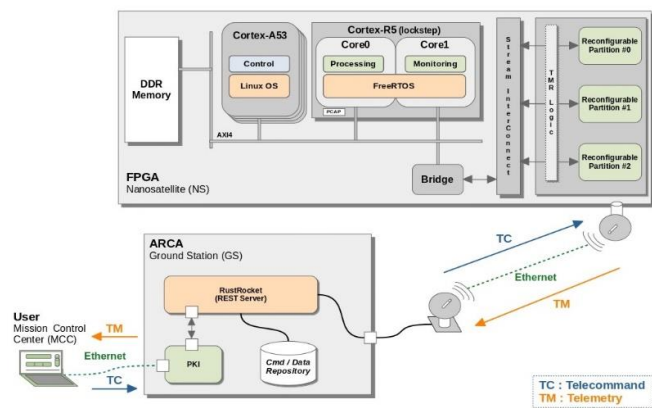 Cortex-A53
Control
Linux OS
Cortex-R5 (lockstep)
Core0
Core1
Processing
Monitoring
FreeRTOS
PCAP
DDR
Memory
AXI4
Bridge
Stream InterConnect
TMR Logic
Reconfigurable
Partition #0
Reconfigurable
Partition #1
Reconfigurable
Partition #2
FPGA
Nanosatellite (NS)
TC
Ethernet
TM
ARCA
Ground Station (GS)
RustRocket
(REST Server)
PKI
Cmd / Data
Repository
User
Mission Control
Center (MCC)
TM
Ethernet
TC
TC : Telecommand
TM : Telemetry